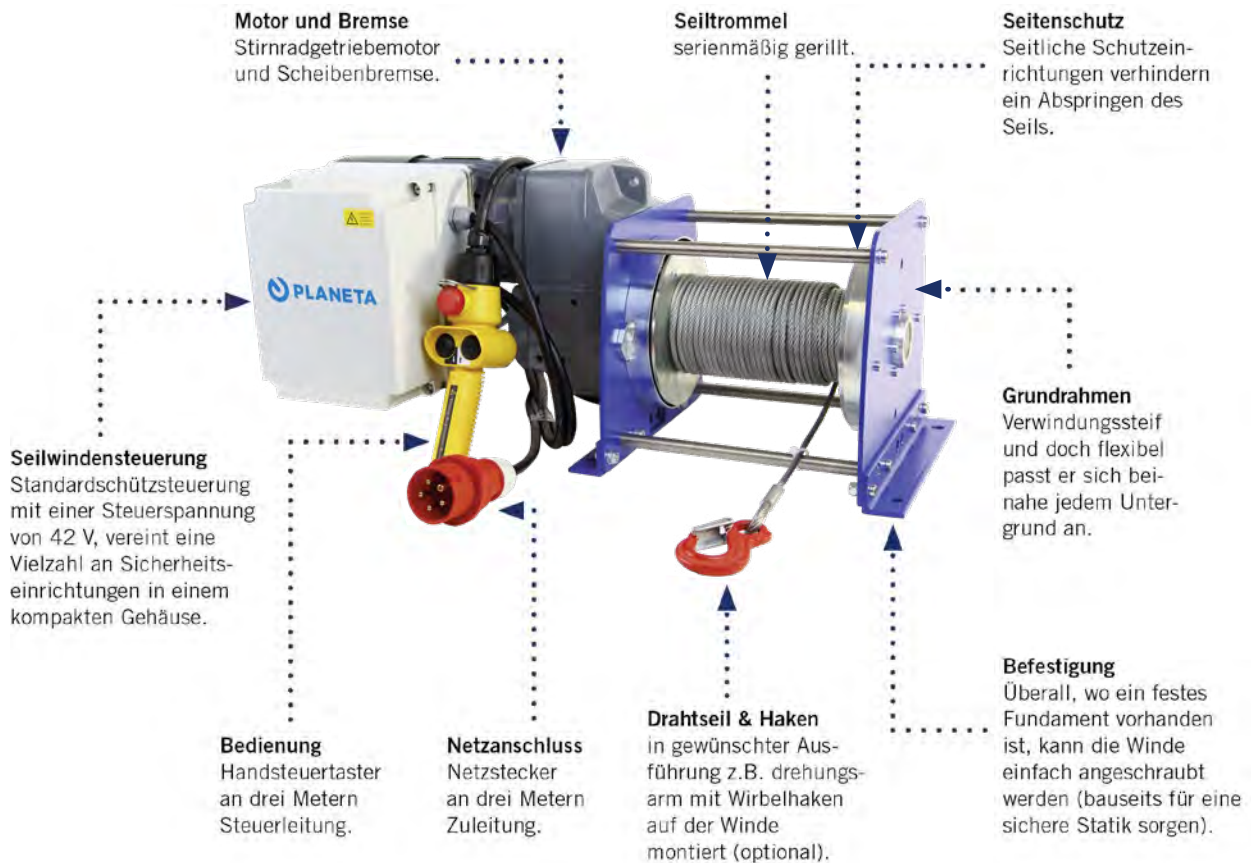 Motor und Bremse
Stirnradgetriebemotor
und Scheibenbremse.
Seiltrommel
serienmäßig gerillt.
Seitenschutz
Seitliche Schutzein-
richtungen verhindern
ein Abspringen des
Seils.
PLANETA
Seilwindensteuerung
Standardschützsteuerung
mit einer Steuerspannung
von 42 V, vereint eine
Vielzahl an Sicherheits-
einrichtungen in einem
kompakten Gehäuse.
Grundrahmen
Verwindungssteif
und doch flexibel
passt er sich bei-
nahe jedem Unter-
grund an.
Bedienung
Handsteuertaster
an drei Metern
Steuerleitung.
Netzanschluss
Netzstecker
an drei Metern
Zuleitung.
Drahtseil & Haken
in gewünschter Aus-
führung z.B. drehungs-
arm mit Wirbelhaken
auf der Winde
montiert (optional).
Befestigung
Überall, wo ein festes
Fundament vorhanden
ist, kann die Winde
einfach angeschraubt
werden (bauseits für eine
sichere Statik sorgen).